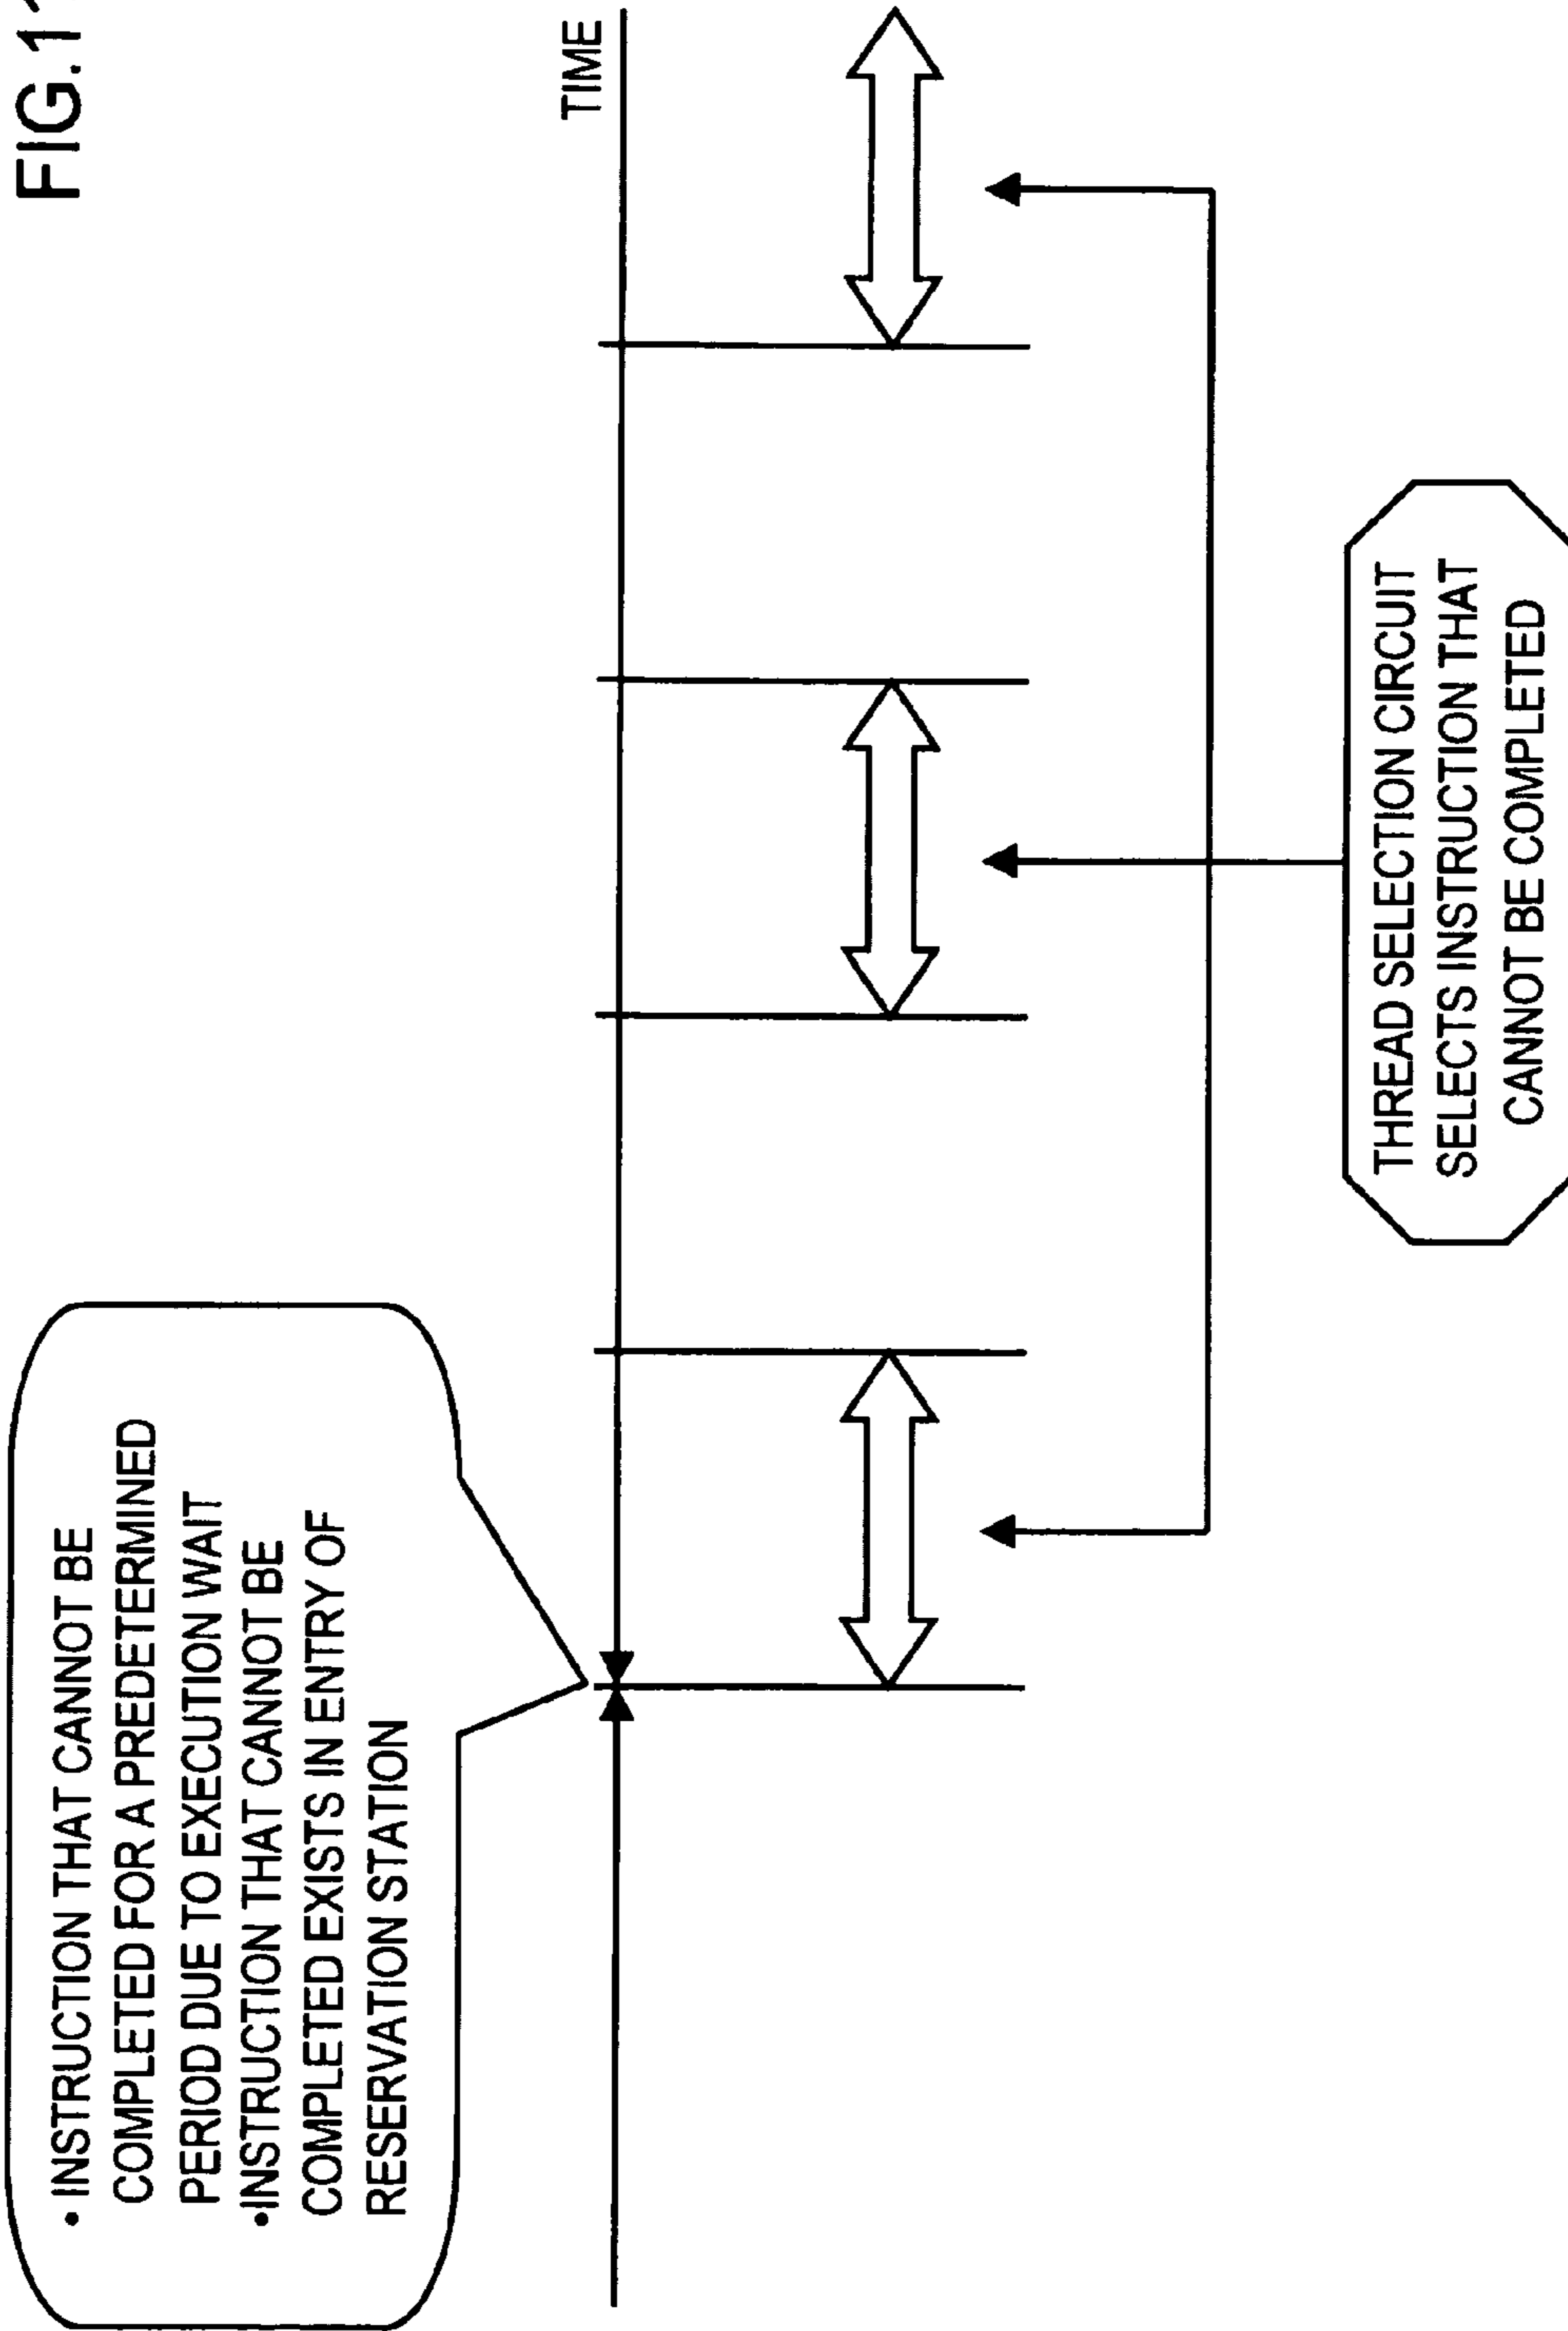 FIG.11
• INSTRUCTION THAT CANNOT BE
COMPLETED FOR A PREDETERMINED
PERIOD DUE TO EXECUTION WAIT
•INSTRUCTION THAT CANNOT BE
COMPLETED EXISTS IN ENTRY OF
RESERVATION STATION
TIME
THREAD SELECTION CIRCUIT
SELECTS INSTRUCTION THAT
CANNOT BE COMPLETED